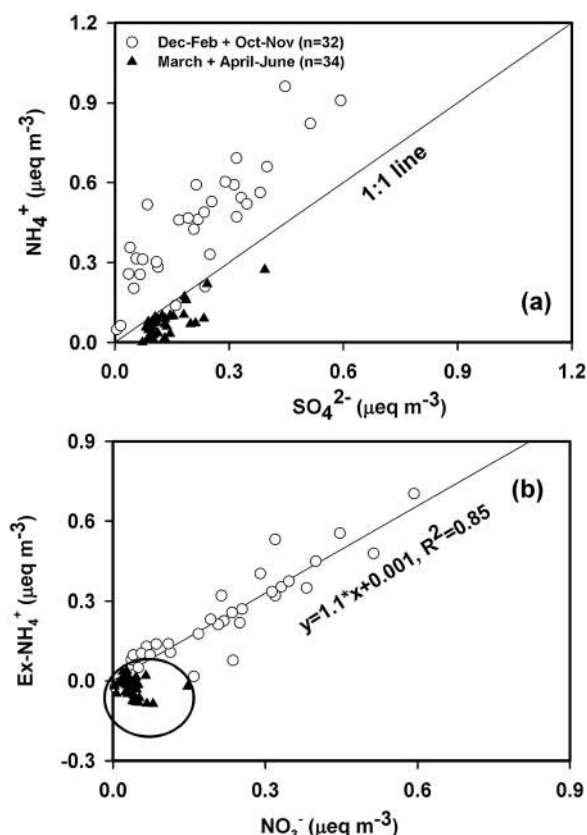 1.2
0.9
0.6
0.3
0.0
NH₄⁺ (μeq m⁻³)
Dec-Feb + Oct-Nov (n=32)
March + April-June (n=34)
1:1 line
(a)
0.0 0.3 0.6 0.9 1.2
SO₄²⁻ (μeq m⁻³)
0.9
0.6
0.3
0.0
-0.3
Ex-NH₄⁺ (μeq m⁻³)
(b)
y=1.1*x+0.001, R²=0.85
0.0 0.3 0.6 0.9
NO₃⁻ (μeq m⁻³)